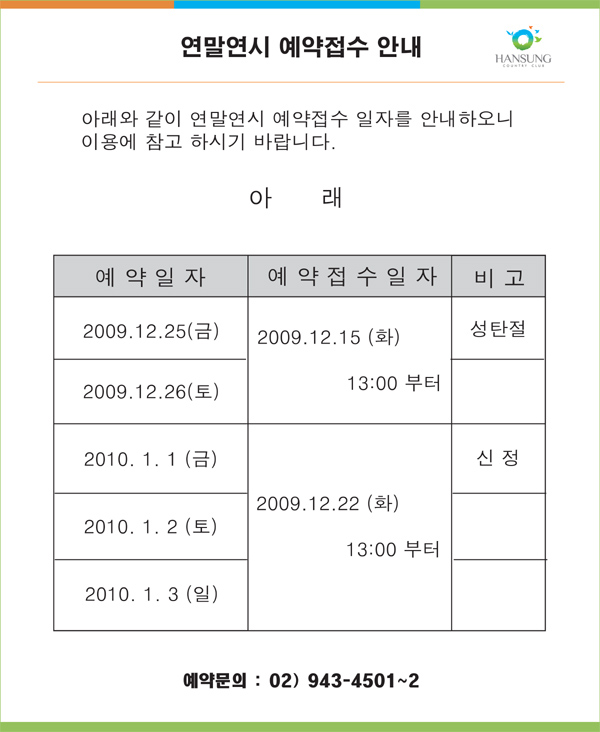 연말연시 예약접수 안내
HANSUNG
COUNTRY CLUB
아래와 같이 연말연시 예약접수 일자를 안내하오니
이용에 참고 하시기 바랍니다.
아 래
예 약 일 자 예 약 접 수 일 자 비 고
2009.12.25(금) 2009.12.15 (화) 성탄절
13:00 부터
2009.12.26(토)
2010. 1. 1 (금) 신 정
2009.12.22 (화)
2010. 1. 2 (토)
13:00 부터
2010. 1. 3 (일)
예약문의 : 02) 943-4501~2